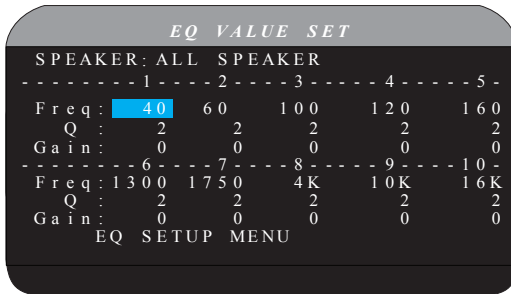 EQ VALUE SET
SPEAKER: ALL SPEAKER
- - - - - - - - 1 - - - - 2 - - - - 3 - - - - - 4 - - - - - 5 -
Freq: 40 60 100 120 160
Q : 2 2 2 2 2
Gain: 0 0 0 0 0
- - - - - - - - 6 - - - - 7 - - - - 8 - - - - - 9 - - - - 10 -
Freq: 1300 1750 4K 10K 16K
Q : 2 2 2 2 2
Gain: 0 0 0 0 0
EQ SETUP MENU